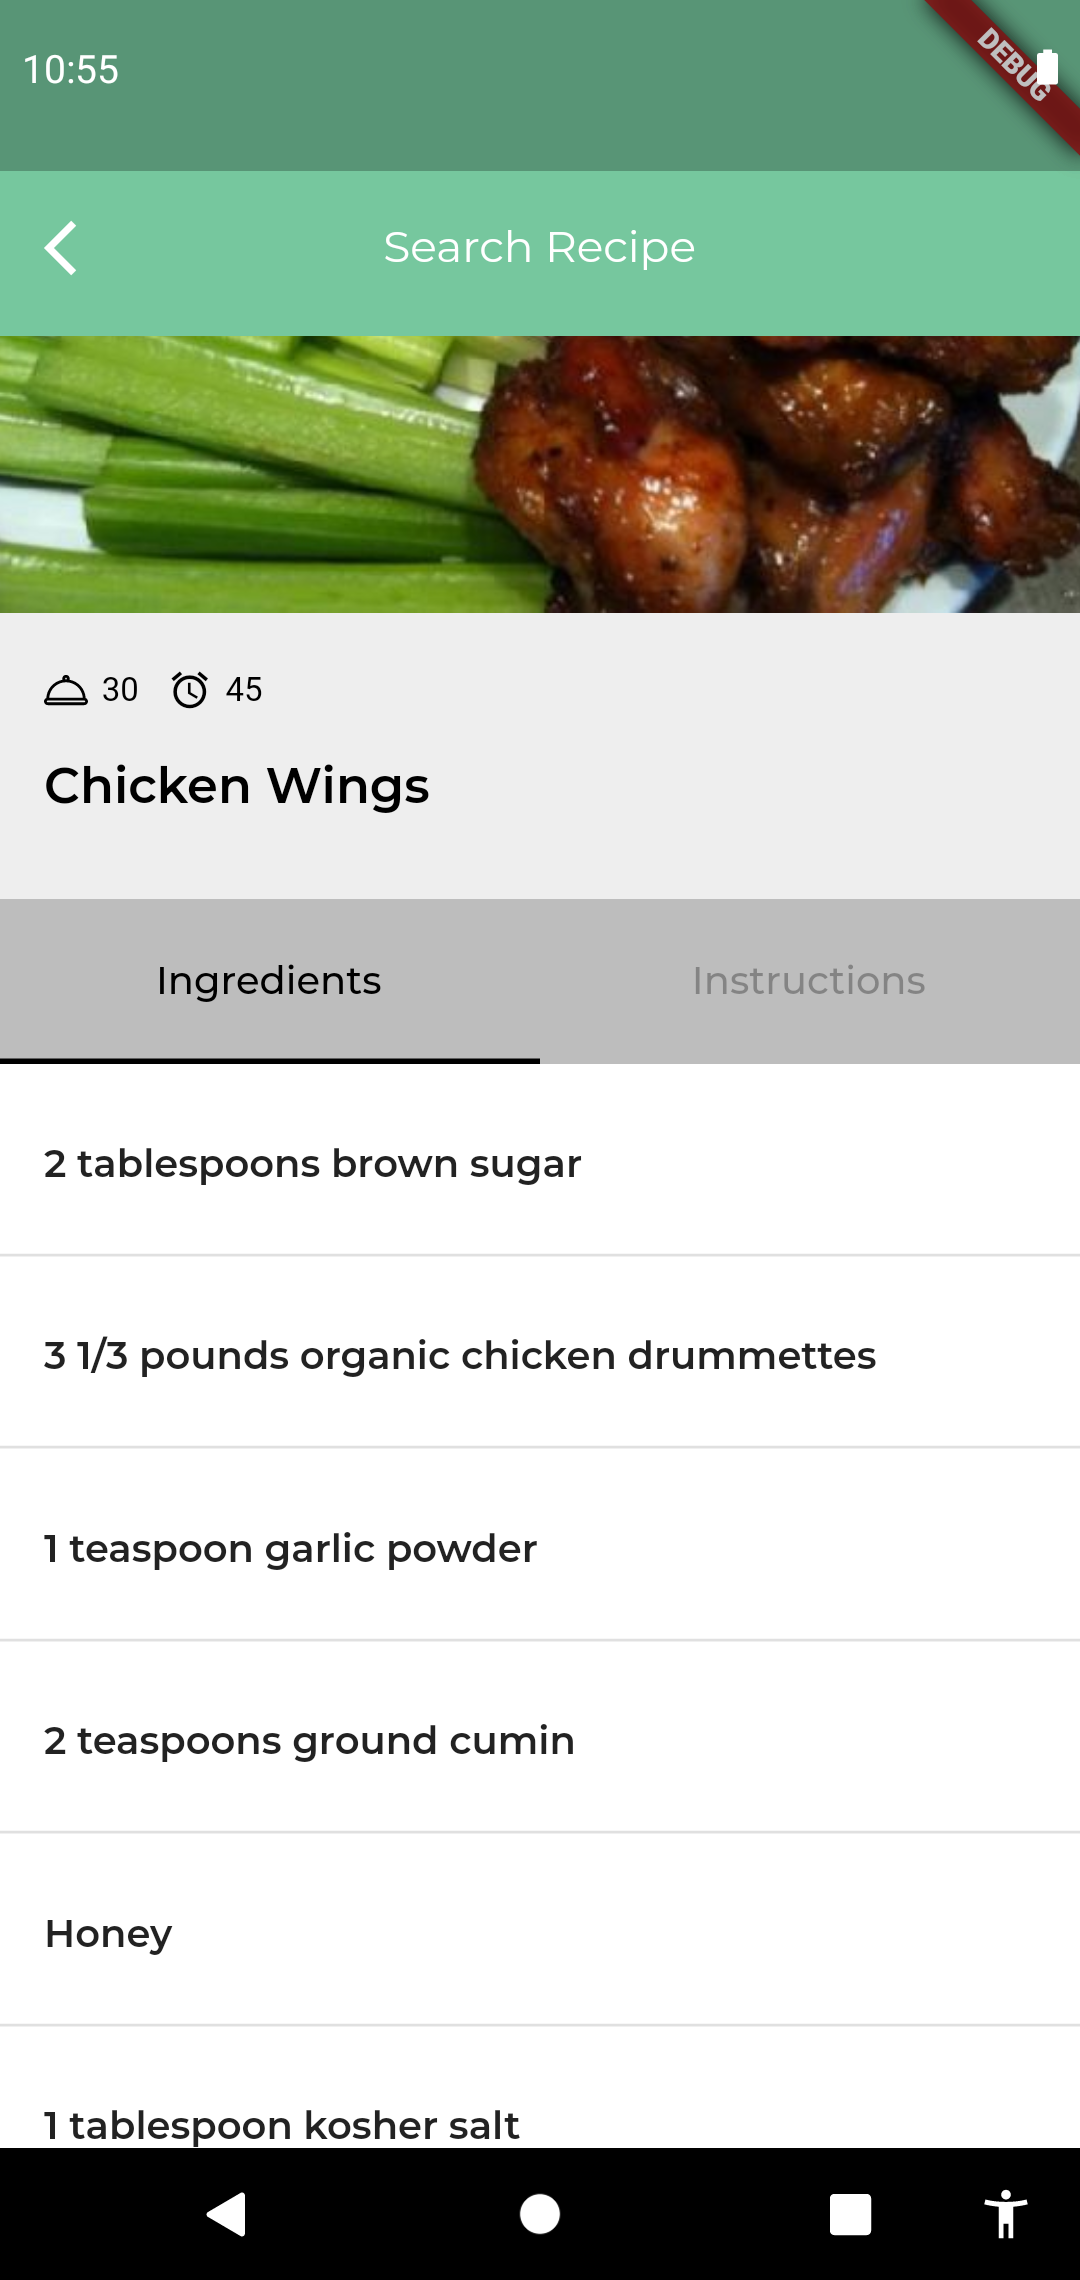 10:55
DEBUG
Search Recipe
30 45
Chicken Wings
Ingredients Instructions
2 tablespoons brown sugar
3 1/3 pounds organic chicken drummettes
1 teaspoon garlic powder
2 teaspoons ground cumin
Honey
1 tablespoon kosher salt